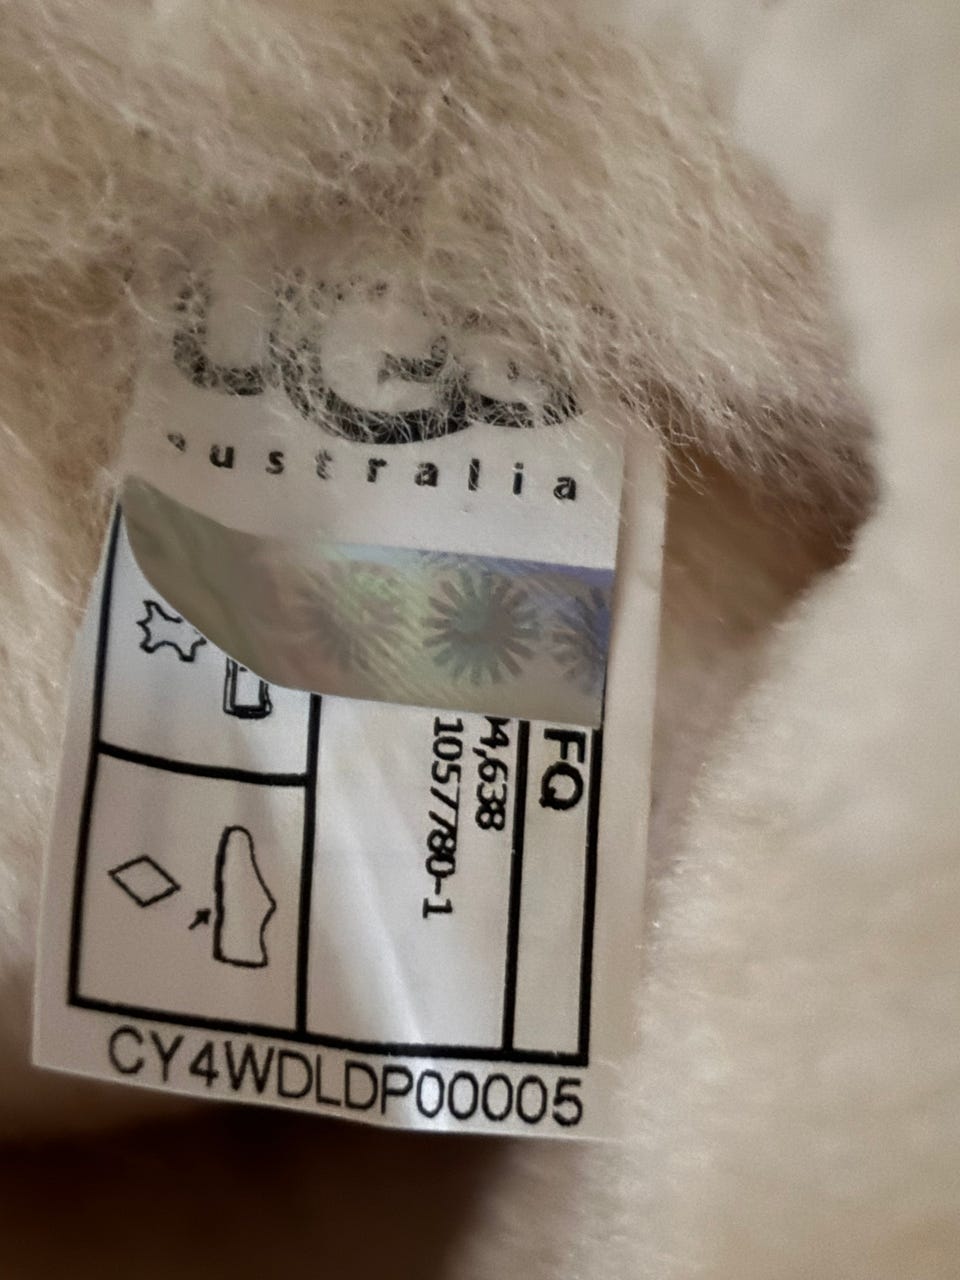 UGG
australia
FQ
4,638
1057780-1
CY4WDLDP00005